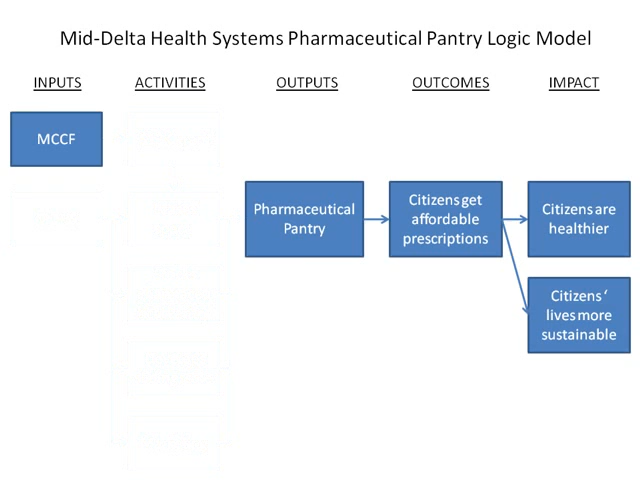 Mid-Delta Health Systems Pharmaceutical Pantry Logic Model
INPUTS ACTIVITIES OUTPUTS OUTCOMES IMPACT
MCCF
Pharmaceutical
Pantry
Citizens get
affordable
prescriptions
Citizens are
healthier
Citizens ‘
lives more
sustainable